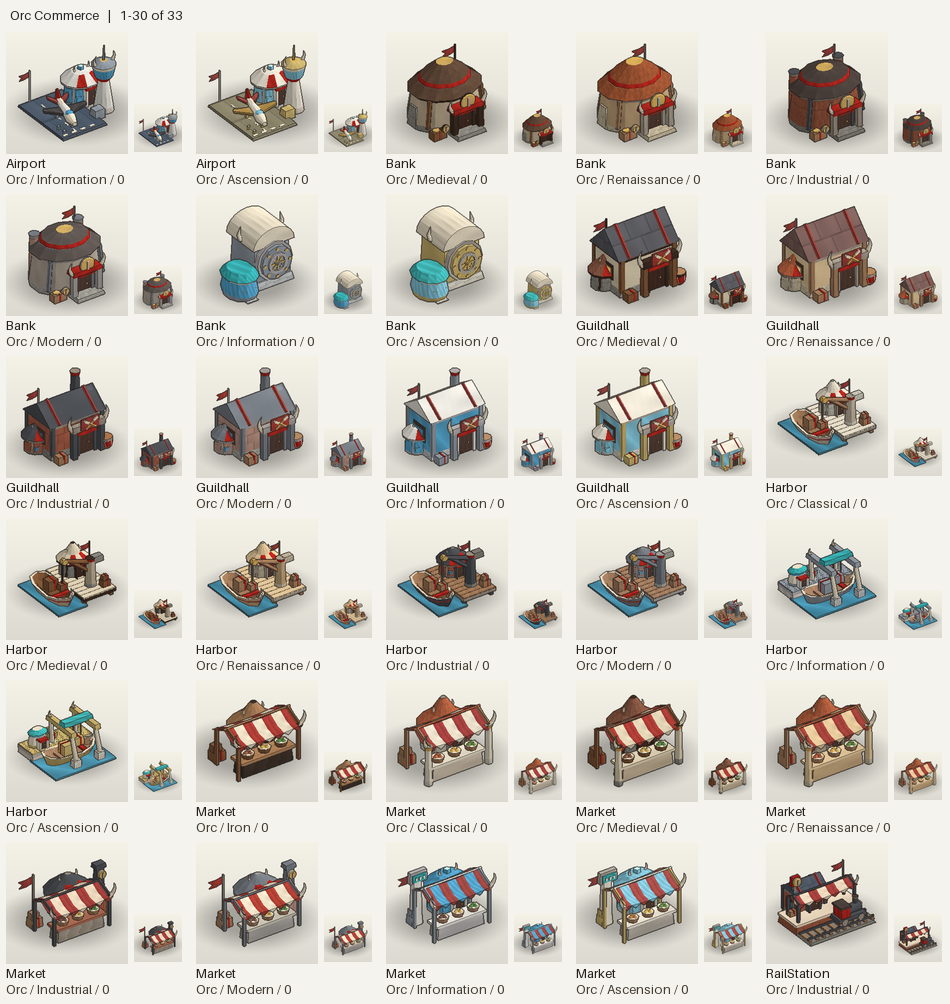 Orc Commerce | 1-30 of 33
Airport
Orc / Information / 0
Airport
Orc / Ascension / 0
Bank
Orc / Medieval / 0
Bank
Orc / Renaissance / 0
Bank
Orc / Industrial / 0
Bank
Orc / Modern / 0
Bank
Orc / Information / 0
Bank
Orc / Ascension / 0
Guildhall
Orc / Medieval / 0
Guildhall
Orc / Renaissance / 0
Guildhall
Orc / Industrial / 0
Guildhall
Orc / Modern / 0
Guildhall
Orc / Information / 0
Guildhall
Orc / Ascension / 0
Harbor
Orc / Classical / 0
Harbor
Orc / Medieval / 0
Harbor
Orc / Renaissance / 0
Harbor
Orc / Industrial / 0
Harbor
Orc / Modern / 0
Harbor
Orc / Information / 0
Harbor
Orc / Ascension / 0
Market
Orc / Iron / 0
Market
Orc / Classical / 0
Market
Orc / Medieval / 0
Market
Orc / Renaissance / 0
Market
Orc / Industrial / 0
Market
Orc / Modern / 0
Market
Orc / Information / 0
Market
Orc / Ascension / 0
RailStation
Orc / Industrial / 0